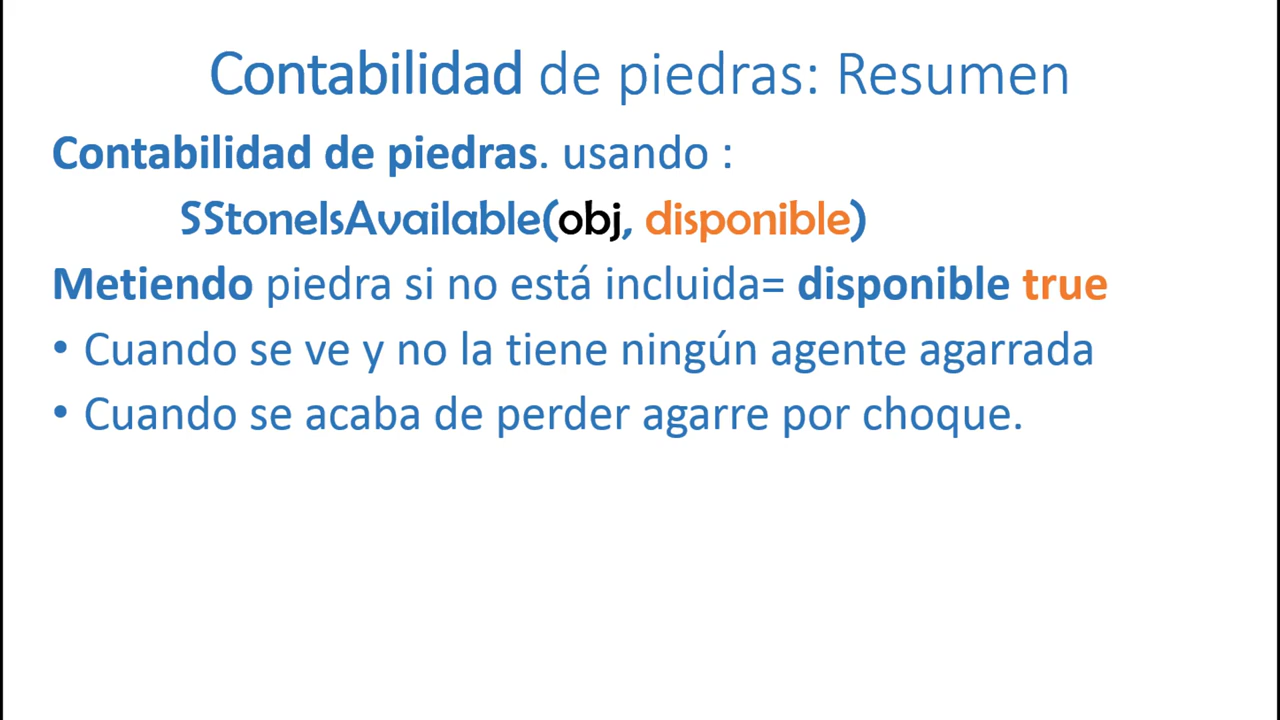 Contabilidad de piedras: Resumen
Contabilidad de piedras. usando :
SStoneIsAvailable(obj, disponible)
Metiendo piedra si no está incluida= disponible true
• Cuando se ve y no la tiene ningún agente agarrada
• Cuando se acaba de perder agarre por choque.